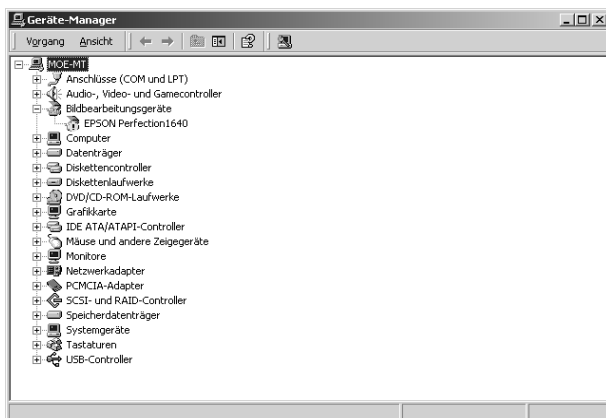 Geräte-Manager
Vorgang Ansicht
MOE-MT
Anschlüsse (COM und LPT)
Audio-, Video- und Gamecontroller
Bildbearbeitungsgeräte
EPSON Perfection1640
Computer
Datenträger
Diskettencontroller
Diskettenlaufwerke
DVD/CD-ROM-Laufwerke
Grafikkarte
IDE ATA/ATAPI-Controller
Mäuse und andere Zeigegeräte
Monitore
Netzwerkadapter
PCMCIA-Adapter
SCSI- und RAID-Controller
Speicherdatenträger
Systemgeräte
Tastaturen
USB-Controller